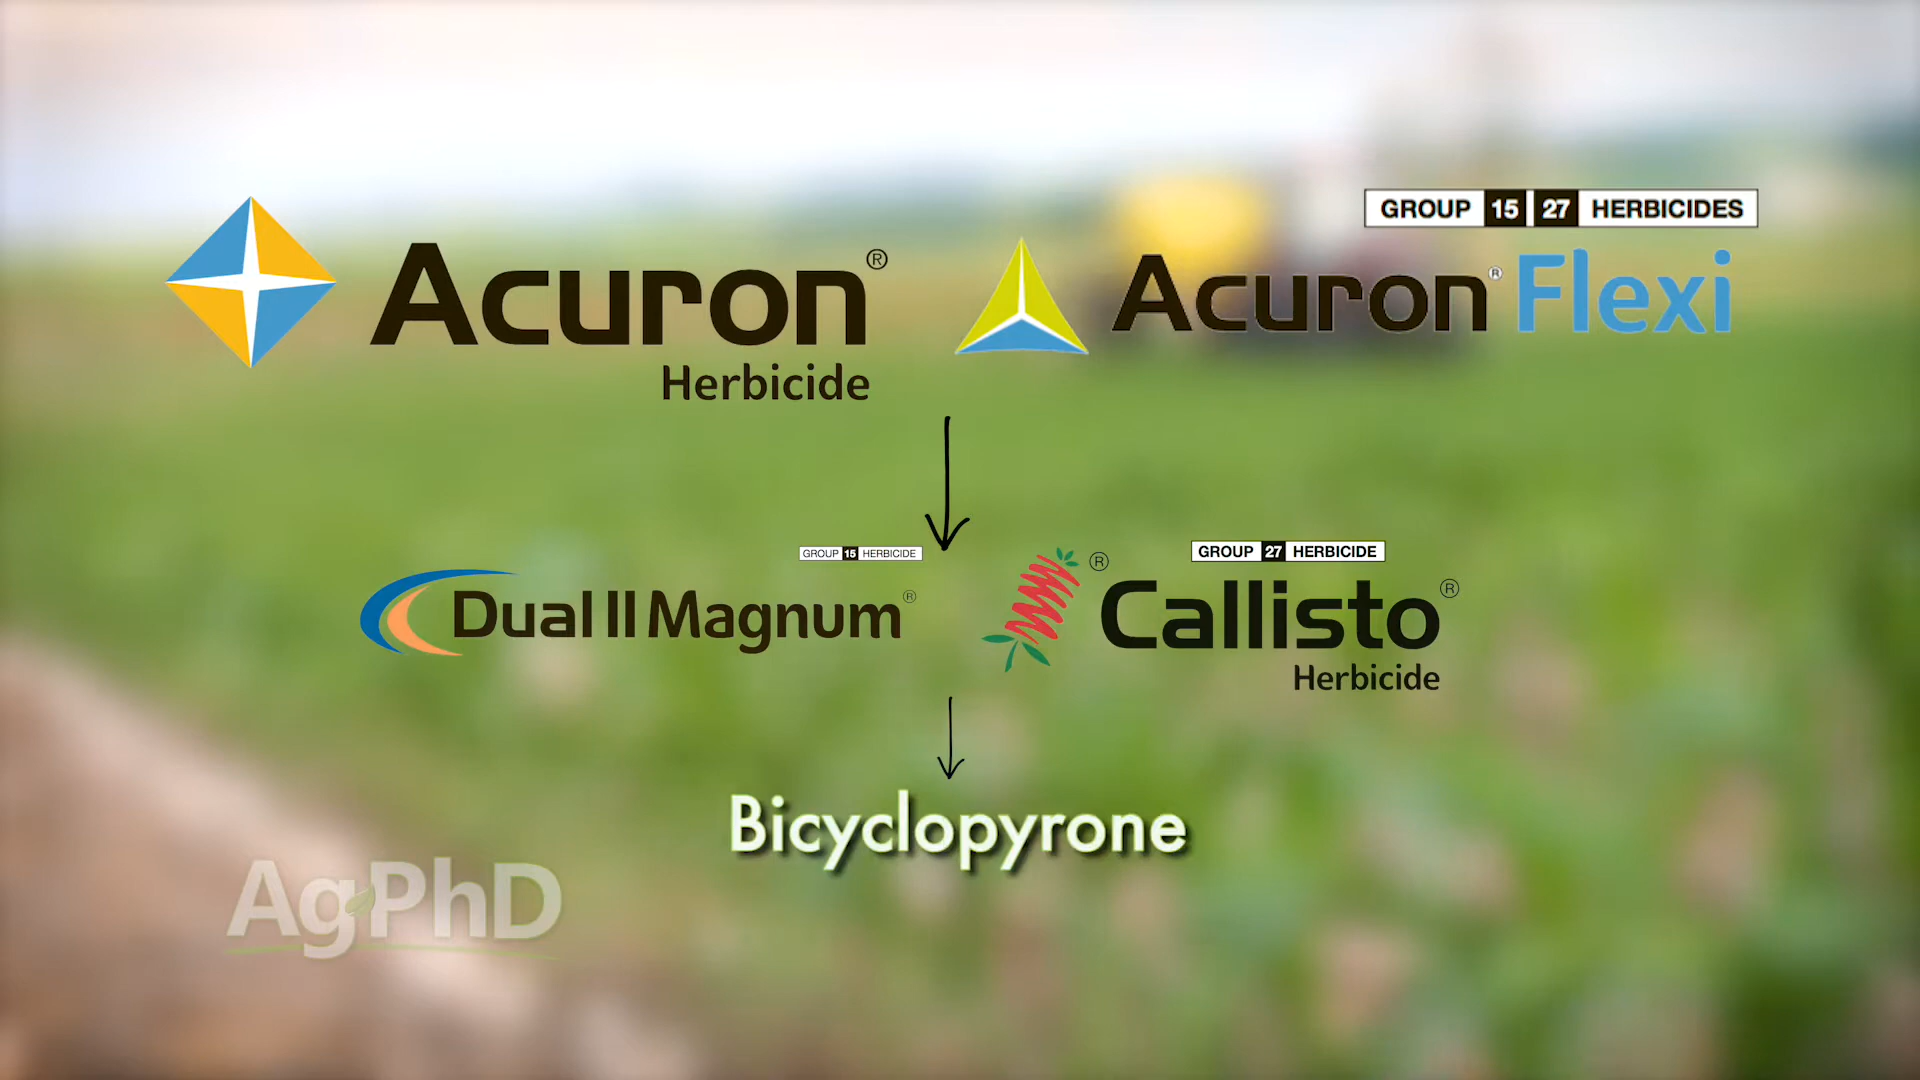 Acuron®
Herbicide
GROUP 15 27 HERBICIDES
Acuron® Flexi
GROUP 15 HERBICIDE
Dual II Magnum®
®
GROUP 27 HERBICIDE
Callisto®
Herbicide
Bicyclopyrone
AgPhD